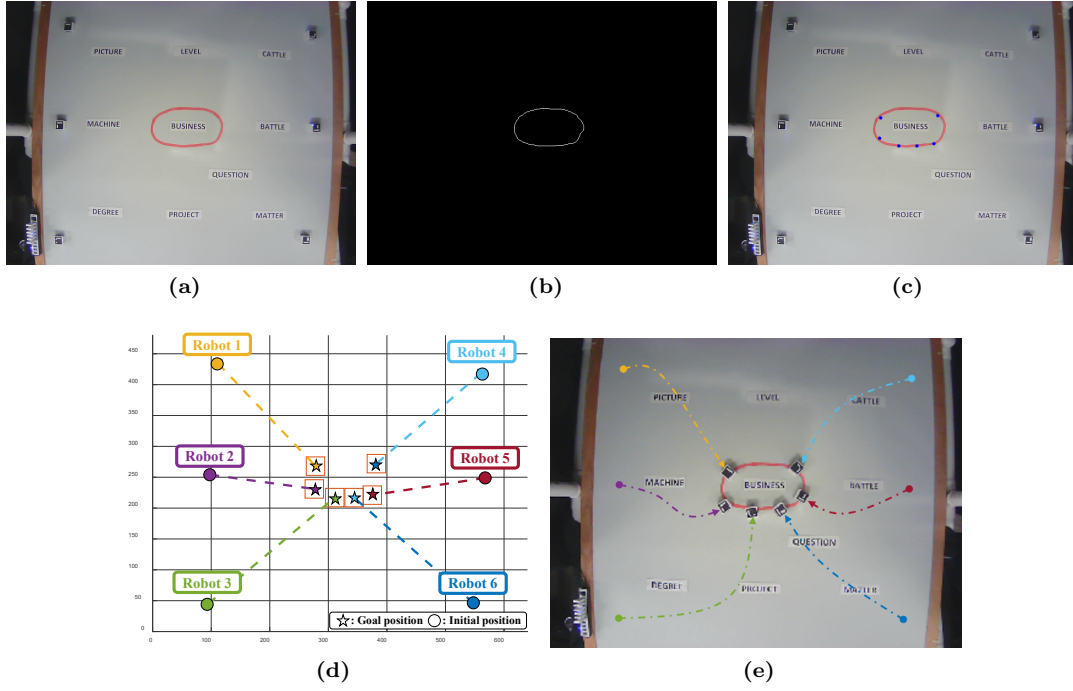 PICTURE LEVEL CATTLE
MACHINE BUSINESS BATTLE
QUESTION
DEGREE PROJECT MATTER
(a)
(b)
PICTURE LEVEL CATTLE
MACHINE BUSINESS BATTLE
QUESTION
DEGREE PROJECT MATTER
(c)
Robot 1
Robot 4
Robot 2
Robot 5
Robot 3
Robot 6
450
400
350
300
250
200
150
100
50
0
0 100 200 300 400 500 600
: Goal position : Initial position
(d)
PICTURE LEVEL CATTLE
MACHINE BUSINESS BATTLE
QUESTION
DEGREE PROJECT MATTER
(e)